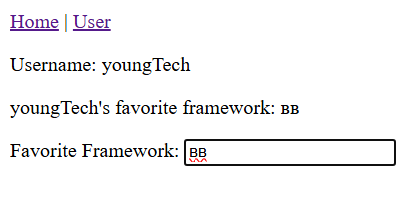 Home | User
Username: youngTech
youngTech's favorite framework: вв
Favorite Framework: вв